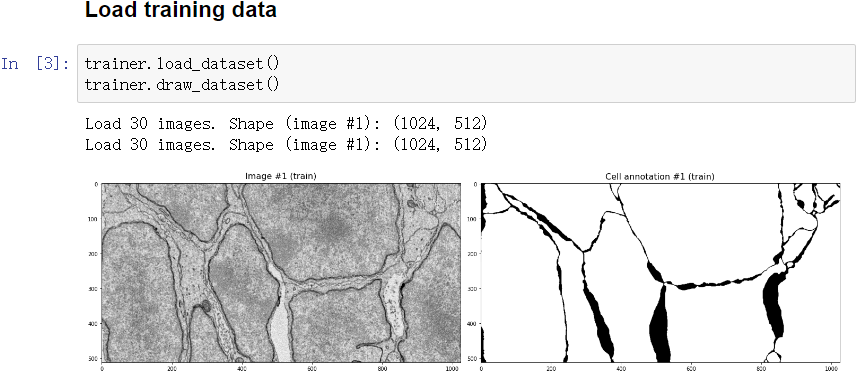 Load training data
In [3]:
trainer.load_dataset()
trainer.draw_dataset()
Load 30 images. Shape (image #1): (1024, 512)
Load 30 images. Shape (image #1): (1024, 512)
Image #1 (train)
0
100
200
300
400
500
0 200 400 600 800 1000
Cell annotation #1 (train)
0
100
200
300
400
500
0 200 400 600 800 1000